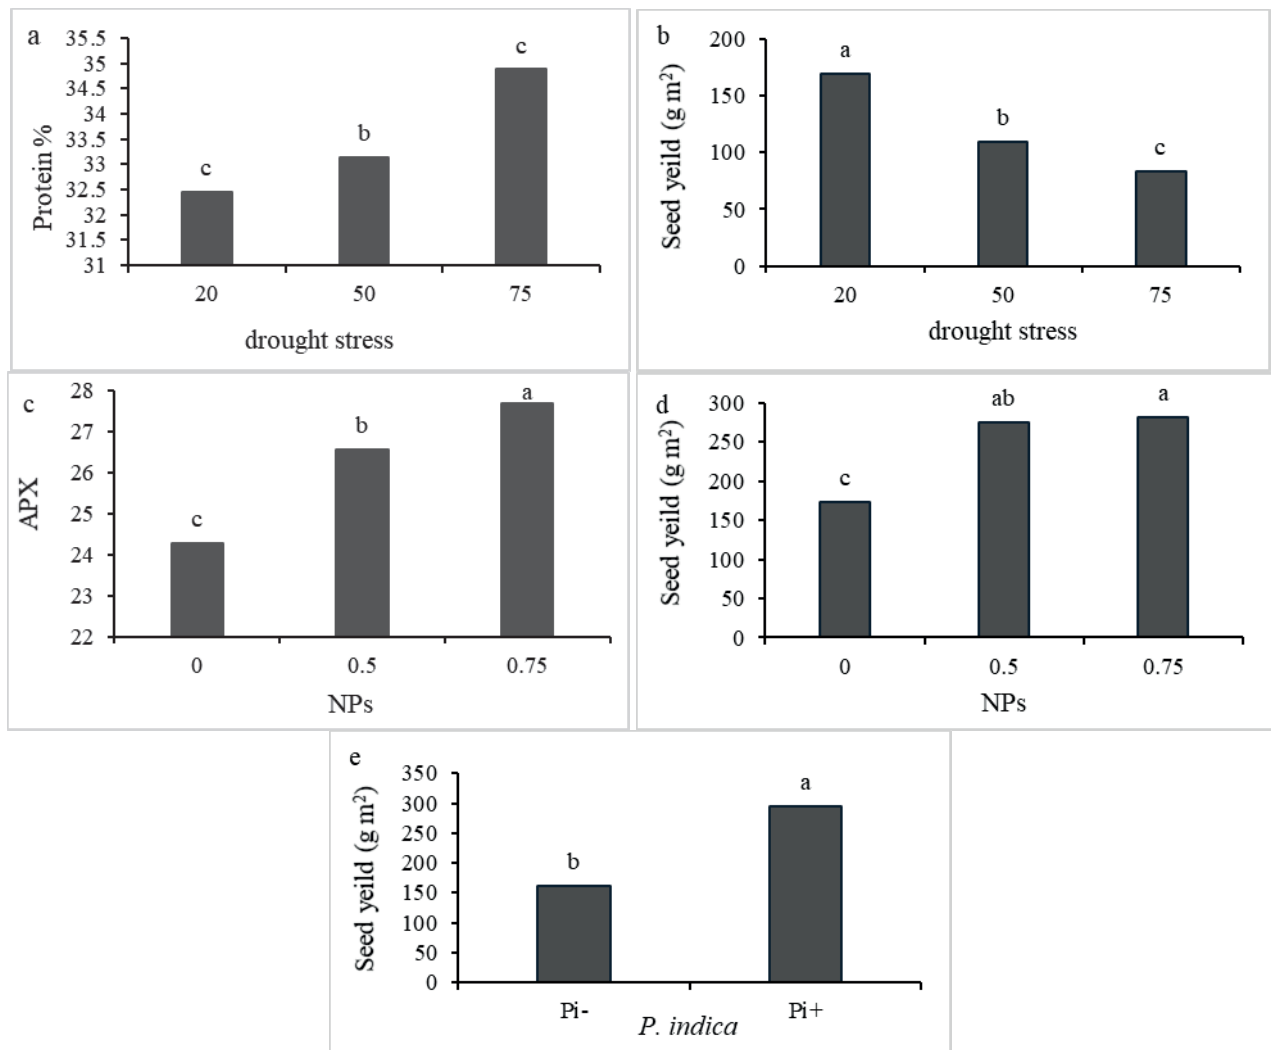 a
Protein %
35.5
35
34.5
34
33.5
33
32.5
32
31.5
31
c
b
c
20 50 75
drought stress
b
Seed yeild (g m²)
200
150
100
50
0
a
b
c
20 50 75
drought stress
c
APX
28
27
26
25
24
23
22
c
b
a
0 0.5 0.75
NPs
d
Seed yeild (g m²)
300
250
200
150
100
50
0
c
ab
a
0 0.5 0.75
NPs
e
Seed yeild (g m²)
350
300
250
200
150
100
50
0
b
a
Pi- Pi+
P. indica